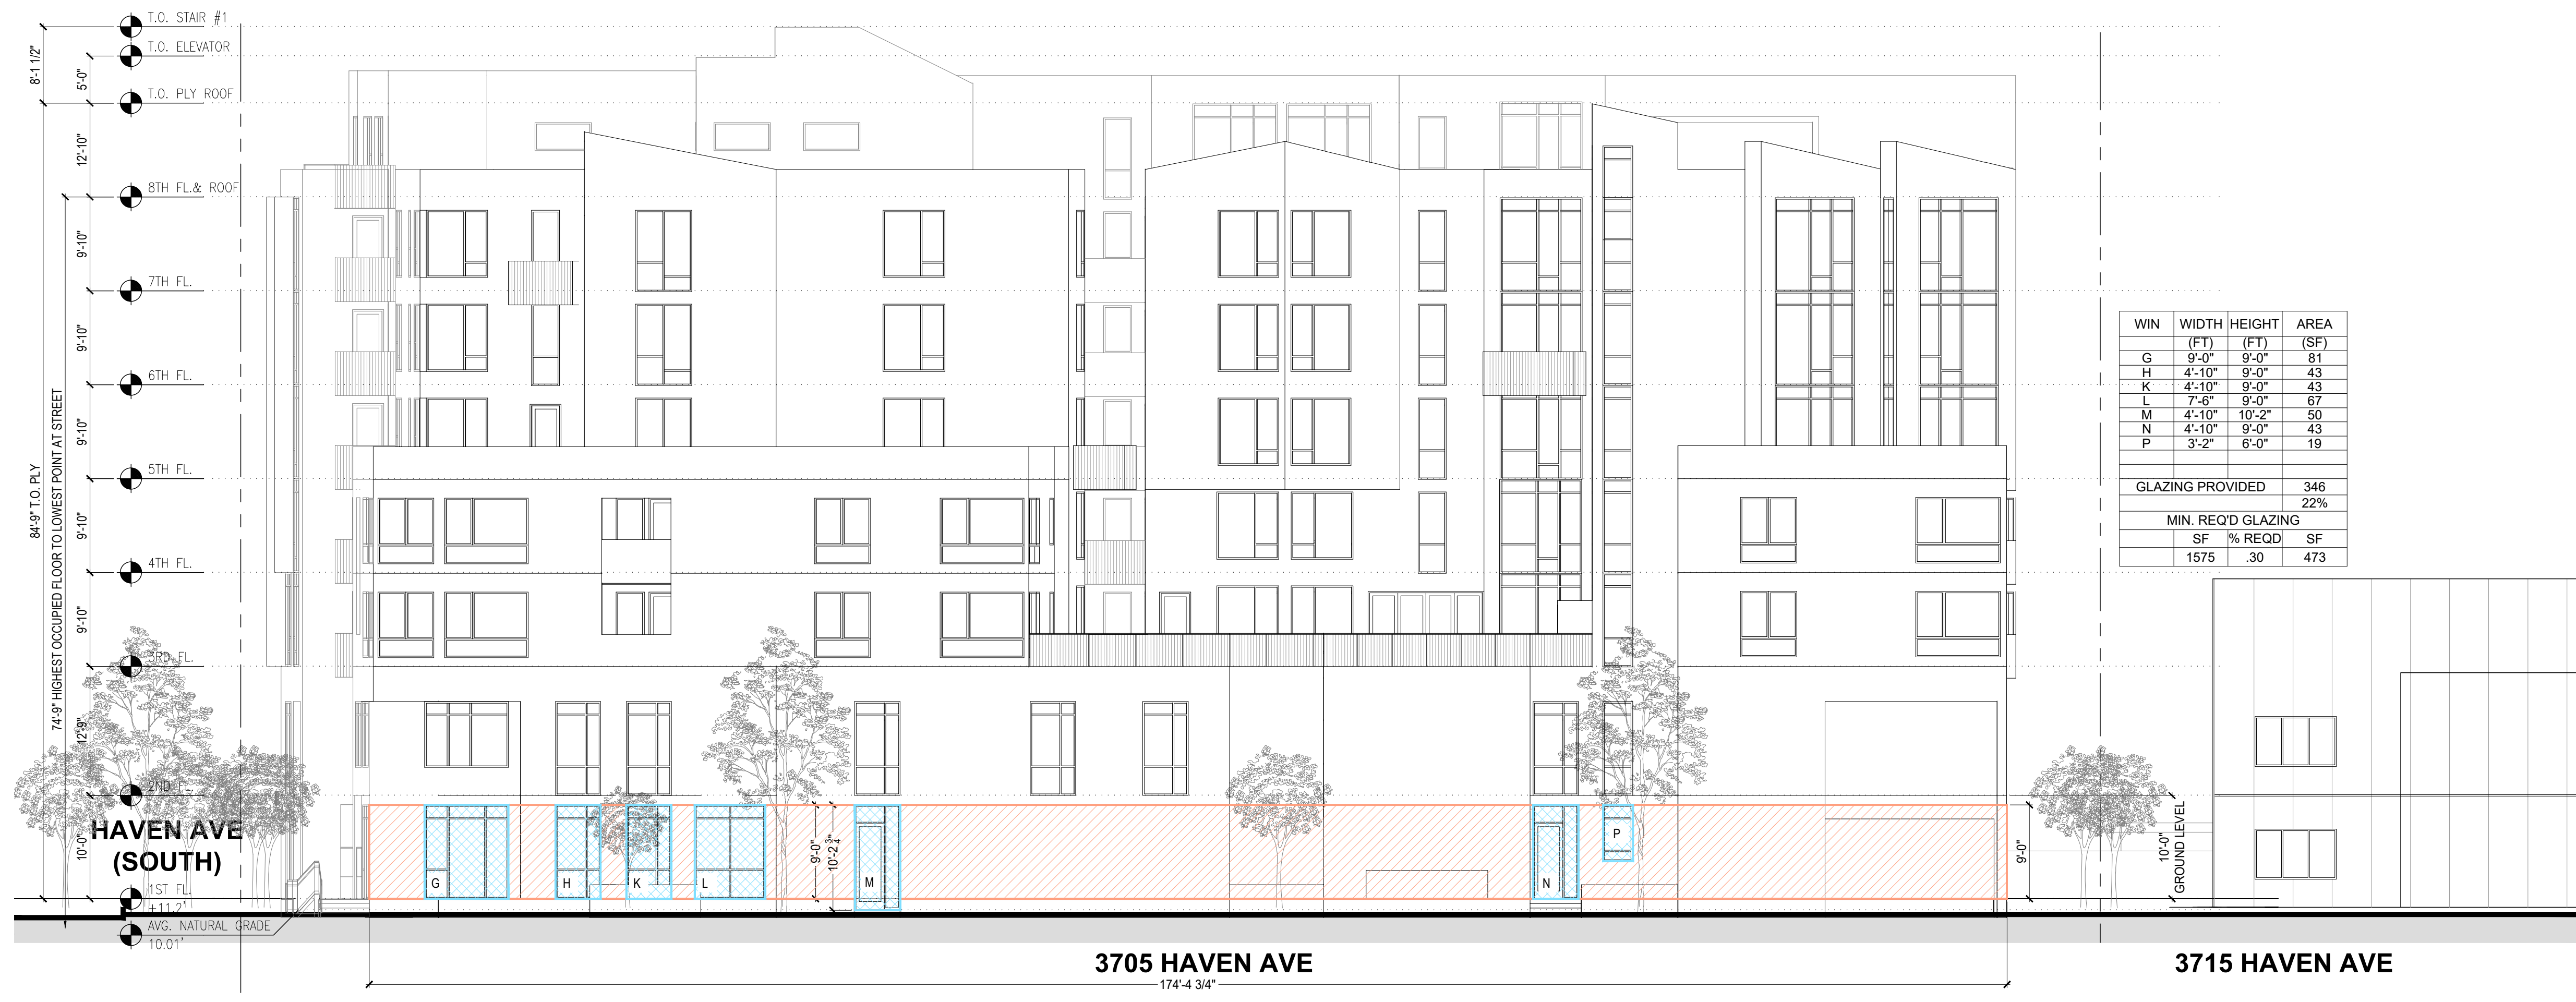 T.O. STAIR #1
T.O. ELEVATOR
T.O. PLY ROOF
8TH FL.& ROOF
7TH FL.
6TH FL.
5TH FL.
4TH FL.
3RD FL.
2ND FL.
1ST FL.
+11.2'
AVG. NATURAL GRADE
10.01'
8'-1 1/2"
5'-0"
12'-10"
9'-10"
9'-10"
9'-10"
9'-10"
9'-10"
12'-9"
10'-0"
84'-9" T.O. PLY
74'-9" HIGHEST OCCUPIED FLOOR TO LOWEST POINT AT STREET
HAVEN AVE
(SOUTH)
G
H
K
L
9'-0"
10'-2 3/4"
M
N
P
9'-0"
10'-0"
GROUND LEVEL
WIN WIDTH HEIGHT AREA
(FT) (FT) (SF)
G 9'-0" 9'-0" 81
H 4'-10" 9'-0" 43
K 4'-10" 9'-0" 43
L 7'-6" 9'-0" 67
M 4'-10" 10'-2" 50
N 4'-10" 9'-0" 43
P 3'-2" 6'-0" 19
GLAZING PROVIDED 346
22%
MIN. REQ'D GLAZING
SF % REQD SF
1575 .30 473
3705 HAVEN AVE
3715 HAVEN AVE
174'-4 3/4"